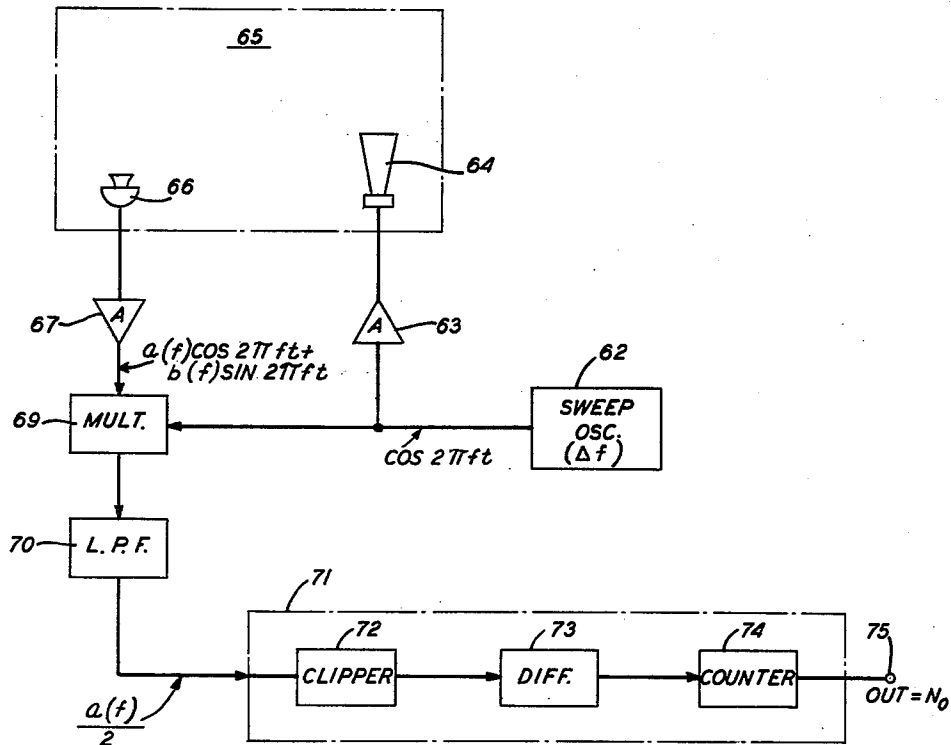 65
64
66
A
67
A
63
a(f)COS 2πft+
b(f)SIN 2πft
62
SWEEP
OSC.
(Δf)
69
MULT.
COS 2πft
70
L.P.F.
71
72
CLIPPER
73
DIFF.
74
COUNTER
75
OUT=N₀
a(f)
2